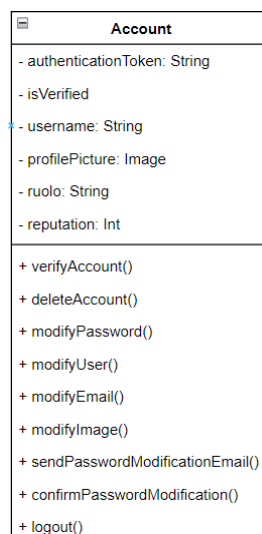 Account
- authenticationToken: String
- isVerified
- username: String
- profilePicture: Image
- ruolo: String
- reputation: Int
+ verifyAccount()
+ deleteAccount()
+ modifyPassword()
+ modifyUser()
+ modifyEmail()
+ modifyImage()
+ sendPasswordModificationEmail()
+ confirmPasswordModification()
+ logout()